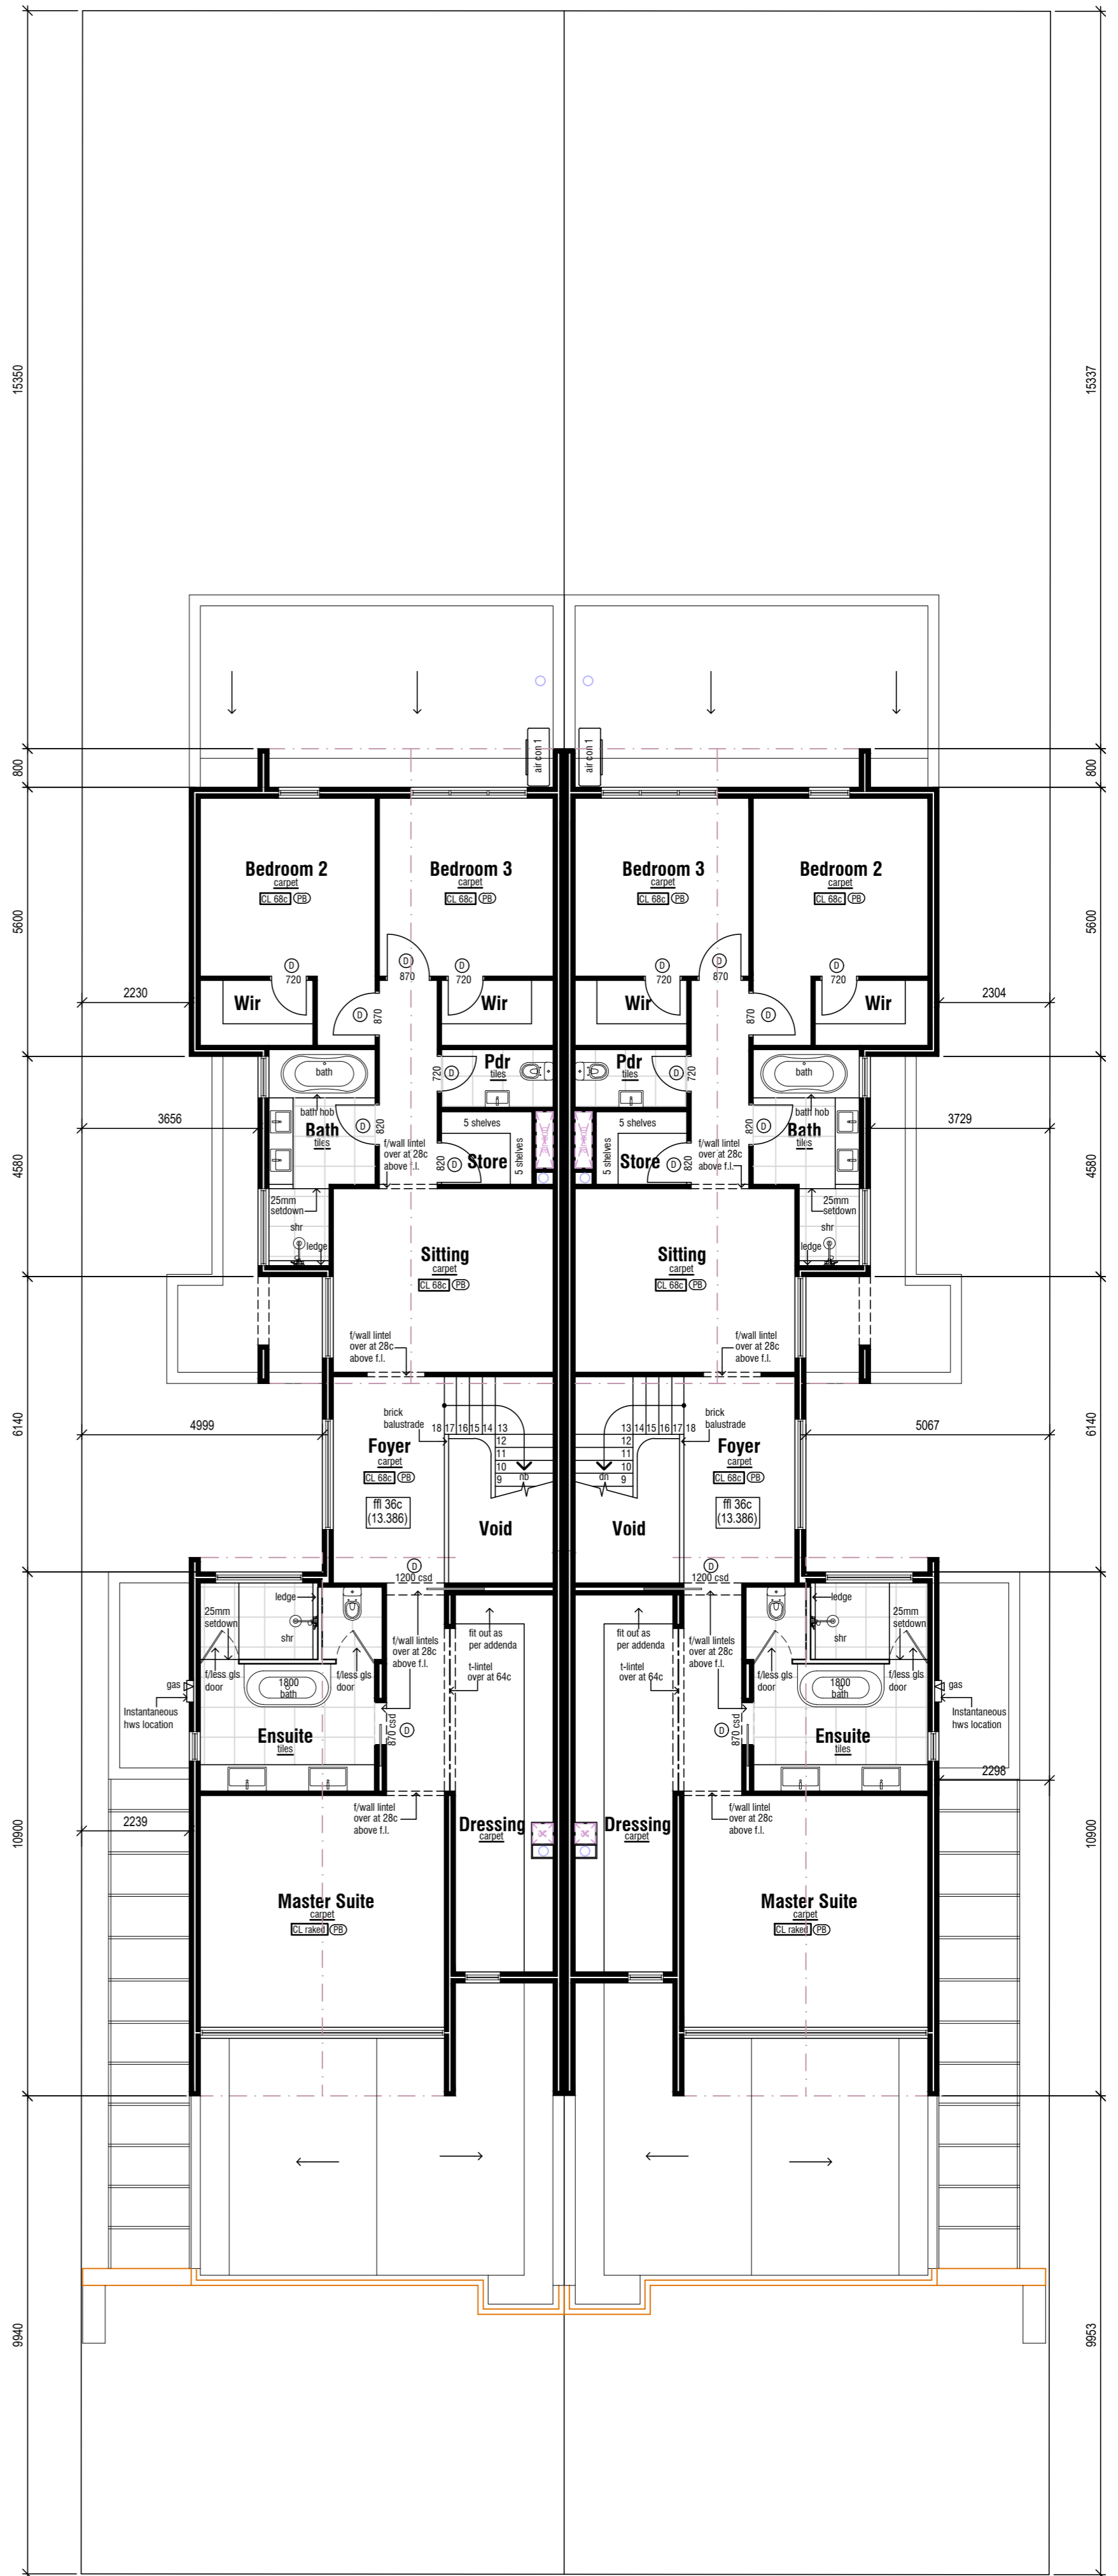 15350
15337
air con 1
air con 1
800
800
Bedroom 2
carpet
CL 68c PB
Bedroom 3
carpet
CL 68c PB
Bedroom 3
carpet
CL 68c PB
Bedroom 2
carpet
CL 68c PB
5600
5600
D
720
D
870
D
720
D
720
D
870
D
720
2230
Wir
D
870
Wir
Wir
870
D
Wir
2304
bath
720
D
Pdr
tiles
Pdr
tiles
D
720
bath
3656
bath hob
Bath
tiles
D
820
5 shelves
5 shelves
820
D
bath hob
Bath
tiles
3729
4580
f/wall lintel
over at 28c
above f.l.
820
D
Store
5 shelves
5 shelves
Store
D
820
f/wall lintel
over at 28c
above f.l.
4580
25mm
setdown
shr
ledge
25mm
setdown
shr
ledge
Sitting
carpet
CL 68c PB
Sitting
carpet
CL 68c PB
f/wall lintel
over at 28c
above f.l.
f/wall lintel
over at 28c
above f.l.
6140
6140
4999
brick
balustrade
18 17 16 15 14 13
12
11
10
9
dn
13 14 15 16 17 18
12
11
10
9
dn
brick
balustrade
5067
Foyer
carpet
CL 68c PB
ffl 36c
(13.386)
Void
Void
Foyer
carpet
CL 68c PB
ffl 36c
(13.386)
D
1200 csd
D
1200 csd
ledge
25mm
setdown
shr
f/less gls
door
f/less gls
door
f/wall lintels
over at 28c
above f.l.
fit out as
per addenda
t-lintel
over at 64c
fit out as
per addenda
t-lintel
over at 64c
f/wall lintels
over at 28c
above f.l.
ledge
25mm
setdown
shr
f/less gls
door
f/less gls
door
gas
Instantaneous
hws location
1800
bath
Ensuite
tiles
870 csd
D
D
870 csd
1800
bath
Ensuite
tiles
gas
Instantaneous
hws location
2298
2239
f/wall lintel
over at 28c
above f.l.
f/wall lintel
over at 28c
above f.l.
10900
10900
Dressing
carpet
Dressing
carpet
Master Suite
carpet
CL raked PB
Master Suite
carpet
CL raked PB
9940
9953